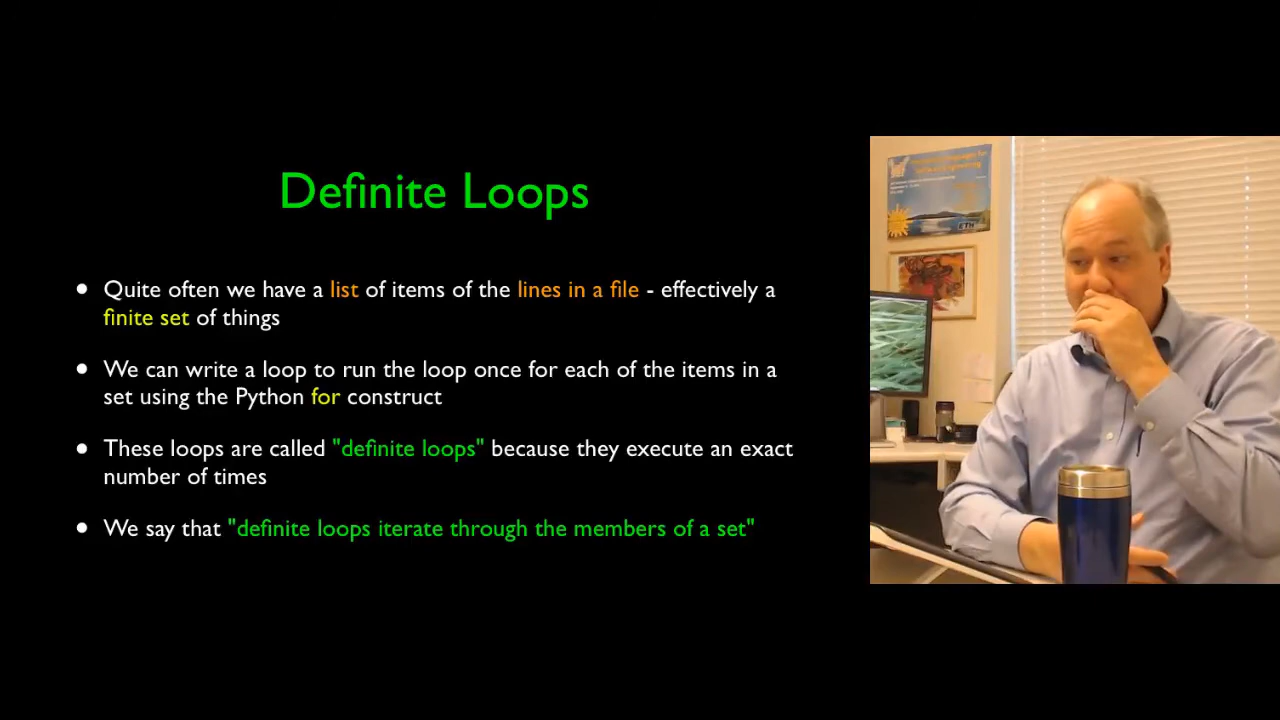 Definite Loops
• Quite often we have a list of items of the lines in a file - effectively a
finite set of things
• We can write a loop to run the loop once for each of the items in a
set using the Python for construct
• These loops are called "definite loops" because they execute an exact
number of times
• We say that "definite loops iterate through the members of a set"
ETH